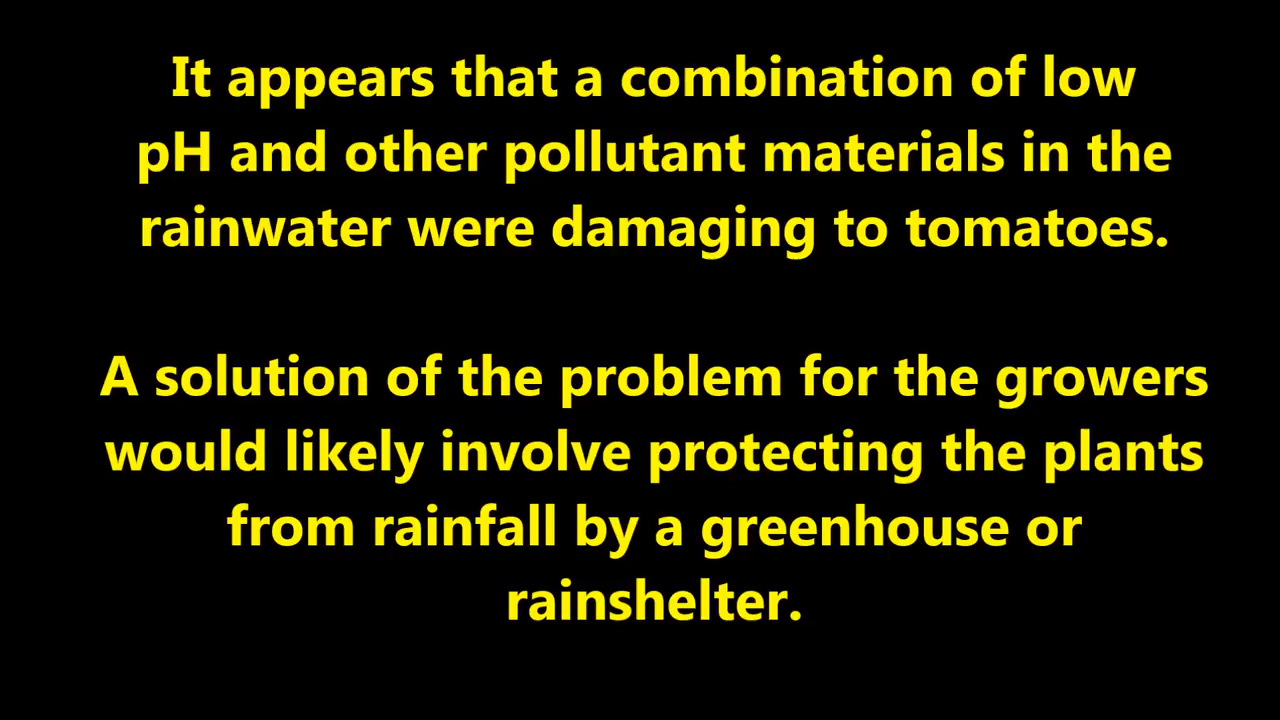 It appears that a combination of low
pH and other pollutant materials in the
rainwater were damaging to tomatoes.
A solution of the problem for the growers
would likely involve protecting the plants
from rainfall by a greenhouse or
rainshelter.